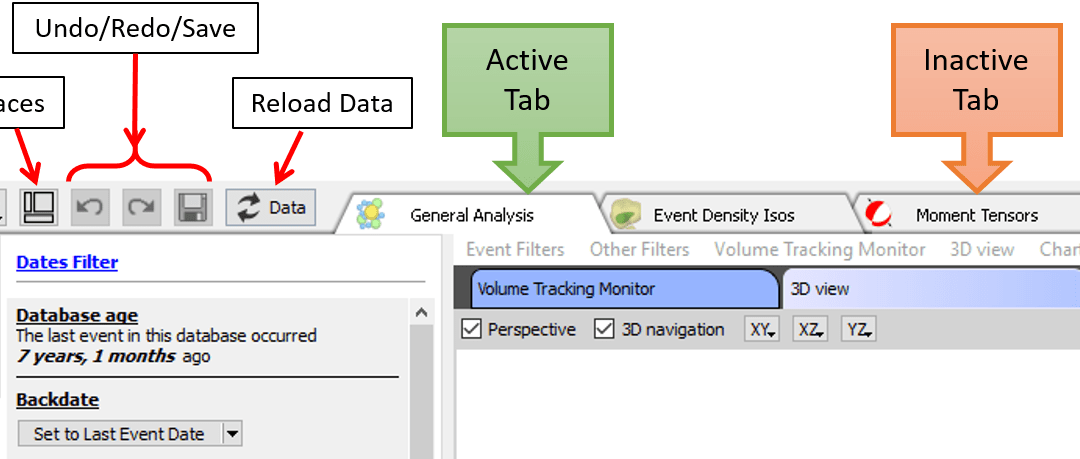 Undo/Redo/Save
aces
Reload Data
Active
Tab
Inactive
Tab
Data
General Analysis
Event Density Isos
Moment Tensors
Event Filters
Other Filters
Volume Tracking Monitor
3D view
Char
Volume Tracking Monitor
3D view
Perspective
3D navigation
XY
XZ
YZ
Dates Filter
Database age
The last event in this database occurred
7 years, 1 months ago
Backdate
Set to Last Event Date